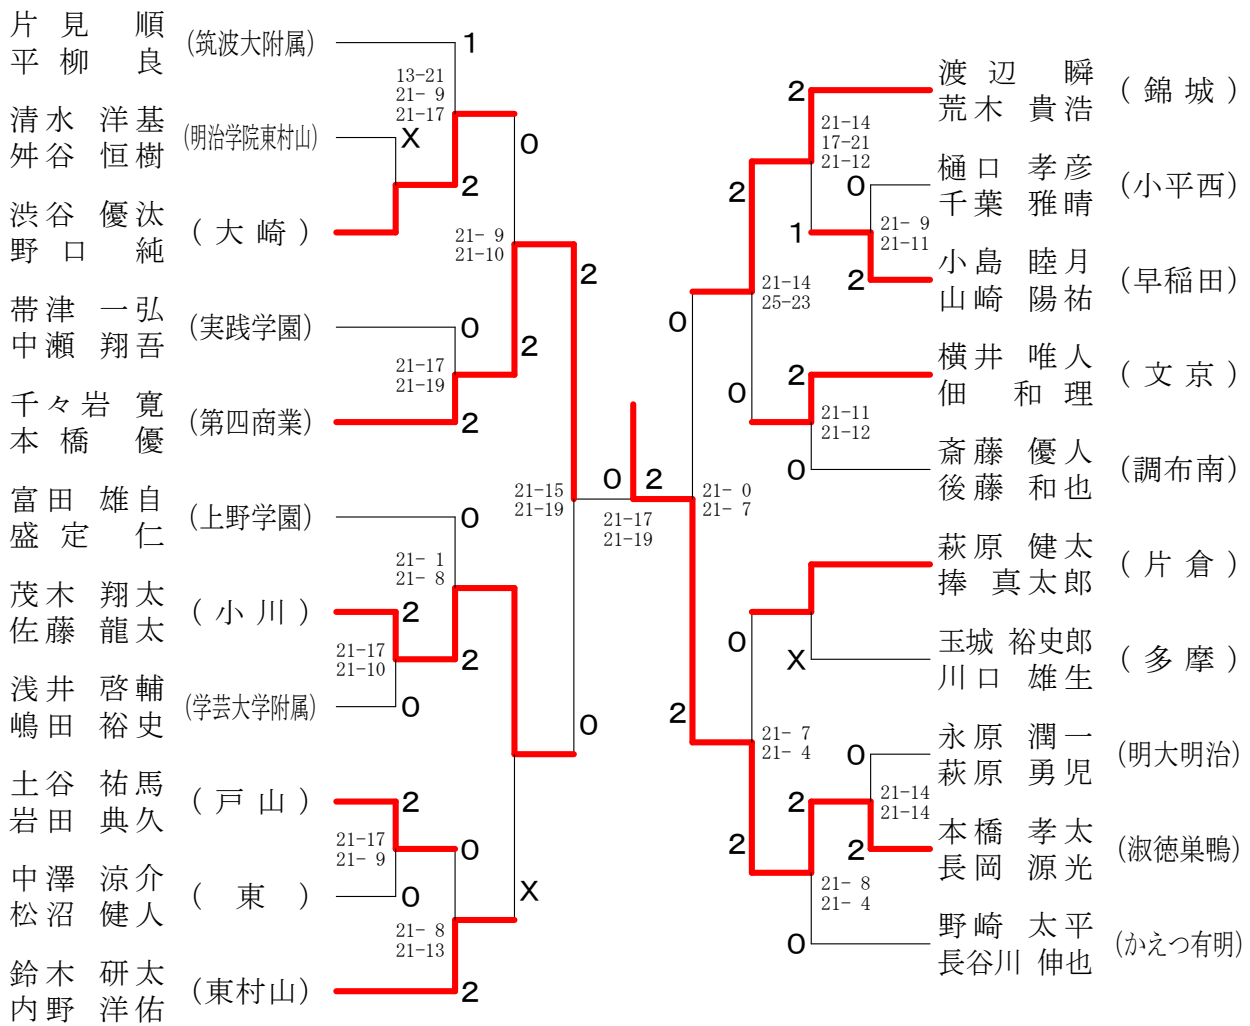 片見 順
平柳 良
(筑波大附属)
1
13-21
21- 9
21-17
清水 洋基
舛谷 恒樹
(明治学院東村山)
X
2
渋谷 優汰
野口 純
(大崎)
0
21- 9
21-10
2
帯津 一弘
中瀬 翔吾
(実践学園)
0
21-17
21-19
2
千々岩 寛
本橋 優
(第四商業)
2
富田 雄自
盛定 仁
(上野学園)
0
21- 1
21- 8
21-15
21-19
茂木 翔太
佐藤 龍太
(小川)
2
21-17
21-10
2
浅井 啓輔
嶋田 裕史
(学芸大学附属)
0
0
土谷 祐馬
岩田 典久
(戸山)
2
21-17
21- 9
0
中澤 涼介
松沼 健人
(東)
0
X
21- 8
21-13
鈴木 研太
内野 洋佑
(東村山)
2
0
2
21-17
21-19
渡辺 瞬
荒木 貴浩
(錦城)
2
21-14
17-21
21-12
樋口 孝彦
千葉 雅晴
(小平西)
0
21- 9
21-11
2
1
小島 睦月
山崎 陽祐
(早稲田)
2
21-14
25-23
0
横井 唯人
佃 和理
(文京)
2
0
21-11
21-12
斎藤 優人
後藤 和也
(調布南)
0
21- 0
21- 7
萩原 健太
捧 真太郎
(片倉)
0
玉城 裕史郎
川口 雄生
(多摩)
X
2
21- 7
21- 4
永原 潤一
萩原 勇児
(明大明治)
0
21-14
21-14
2
本橋 孝太
長岡 源光
(淑徳巣鴨)
2
2
21- 8
21- 4
野崎 太平
長谷川 伸也
(かえつ有明)
0